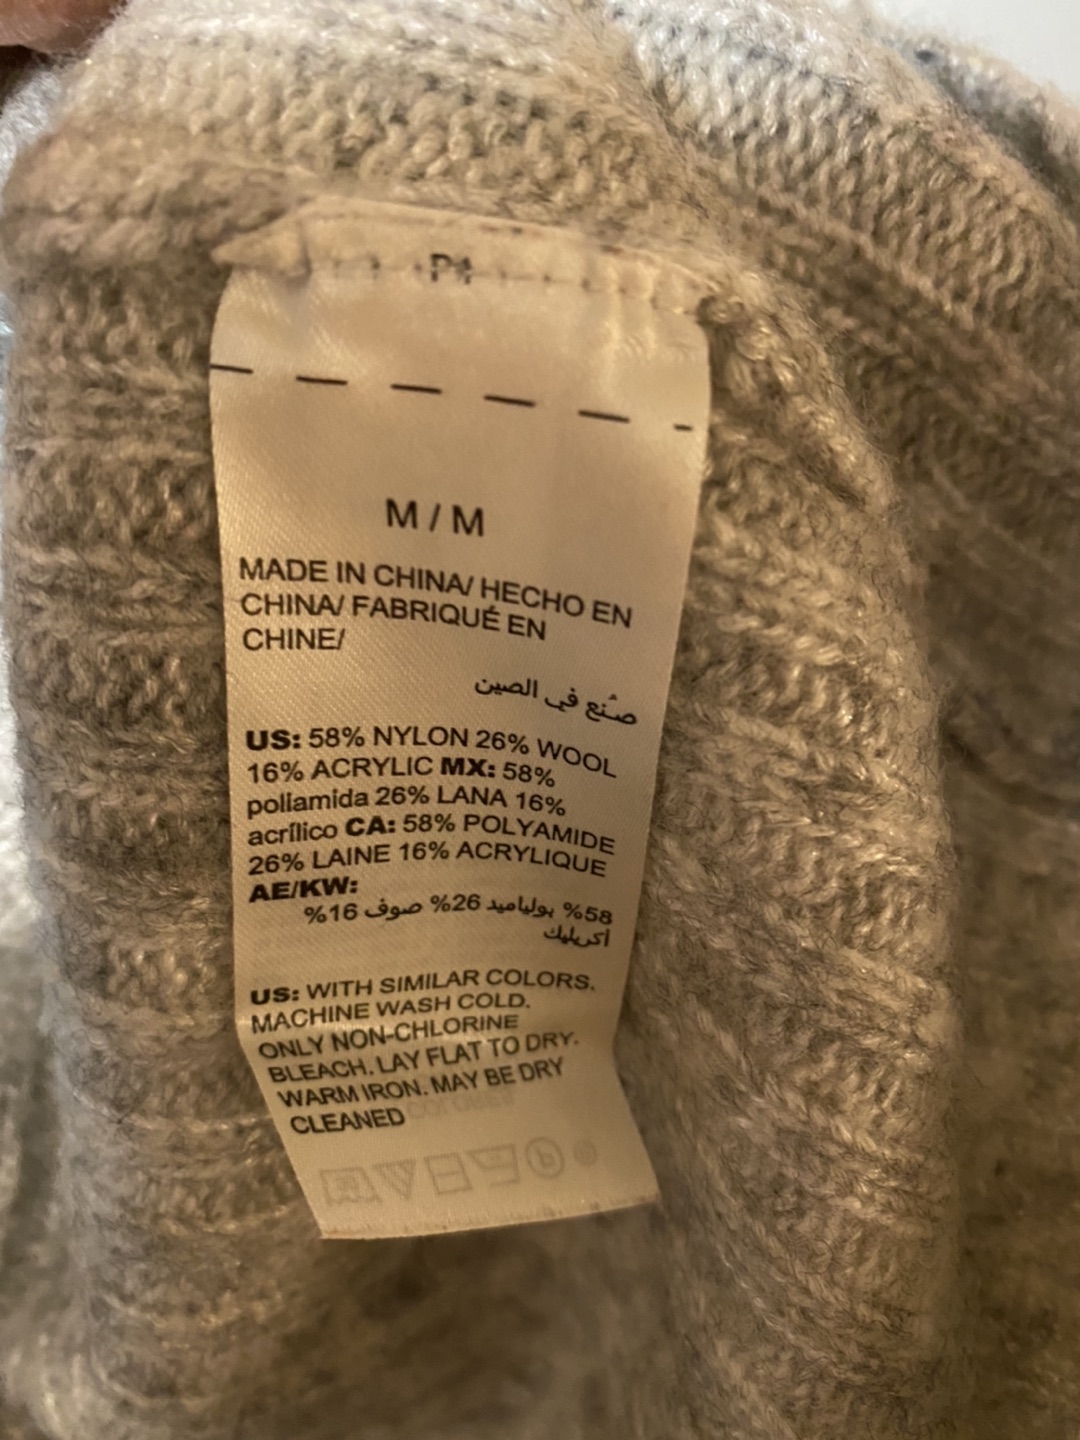 P4
M / M
MADE IN CHINA/ HECHO EN
CHINA/ FABRIQUÉ EN
CHINE/
صُنع في الصين
US: 58% NYLON 26% WOOL
16% ACRYLIC MX: 58%
poliamida 26% LANA 16%
acrílico CA: 58% POLYAMIDE
26% LAINE 16% ACRYLIQUE
AE/KW:
58% بولياميد 26% صوف 16%
أكريليك
US: WITH SIMILAR COLORS.
MACHINE WASH COLD.
ONLY NON-CHLORINE
BLEACH. LAY FLAT TO DRY.
WARM IRON. MAY BE DRY
CLEANED